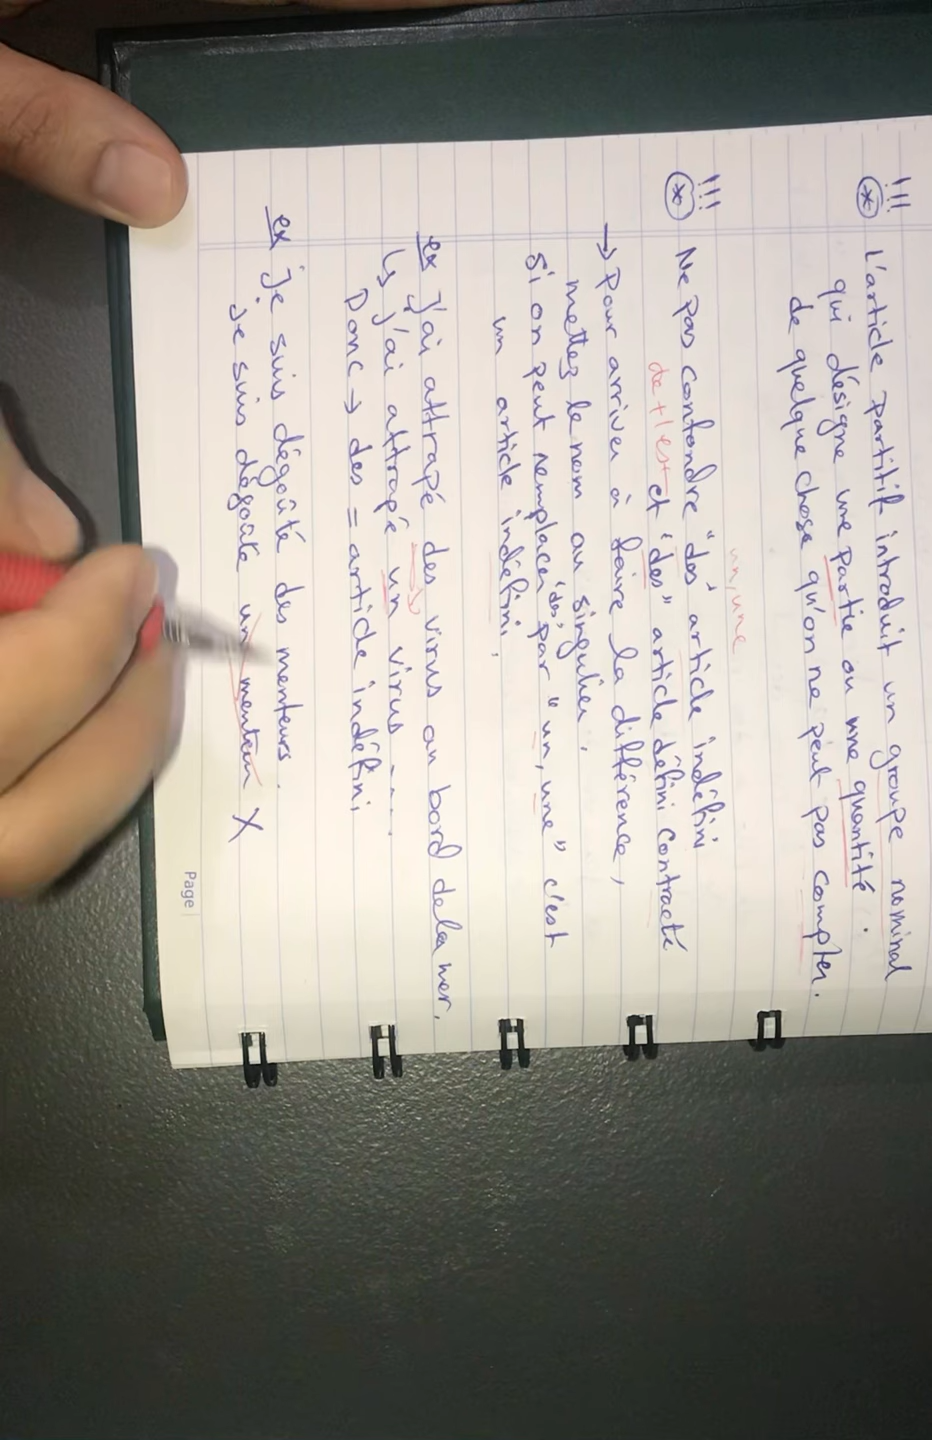 !!!
* L'article partitif introduit un groupe nominal
qui désigne une partie ou une quantité
de quelque chose qu'on ne peut pas compter.
!!!
un, une
* Ne pas confondre "des" article indéfini
de + les et "des" article défini contracté
→ Pour arriver à faire la différence,
mettez le nom au singulier.
Si on peut remplacer "des" par "un, une" c'est
un article indéfini.
ex J'ai attrapé des virus au bord de la mer.
↳ J'ai attrapé un virus ....
Donc → des = article indéfini
ex Je suis dégoûté des menteurs.
Je suis dégoûté un menteur X
Page